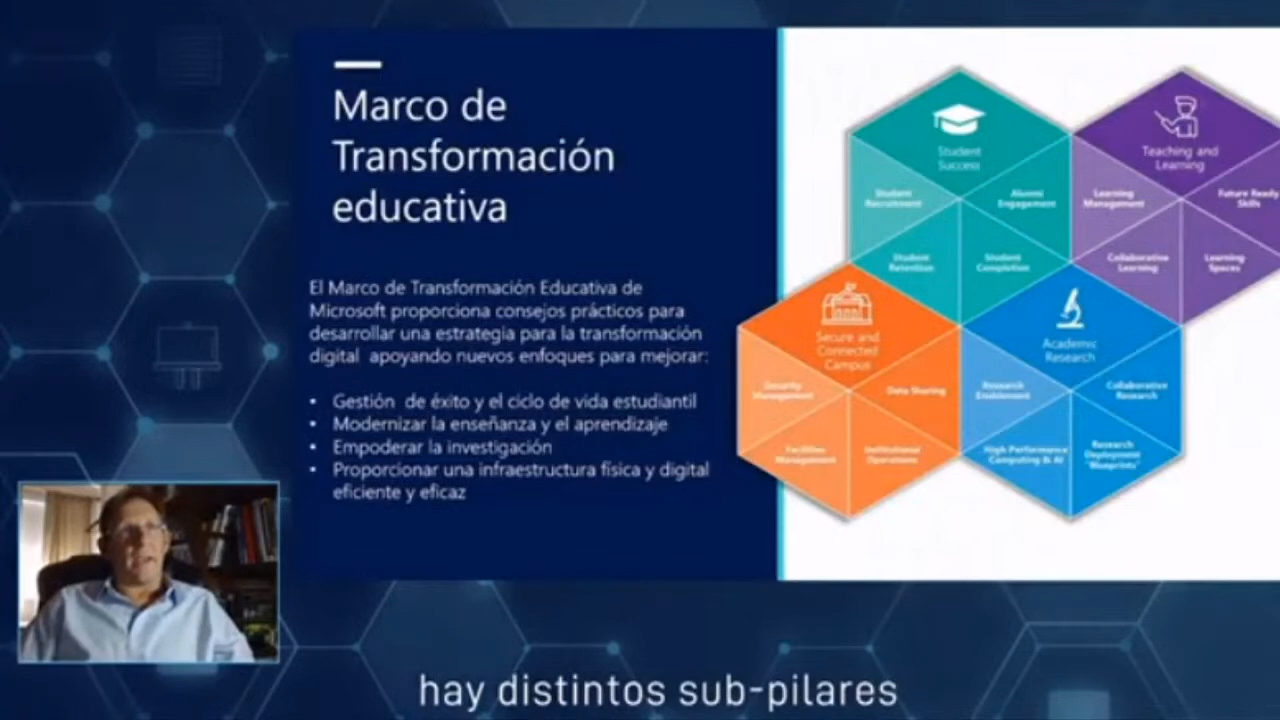 Marco de
Transformación
educativa
El Marco de Transformación Educativa de
Microsoft proporciona consejos prácticos para
desarrollar una estrategia para la transformación
digital apoyando nuevos enfoques para mejorar:
• Gestión de éxito y el ciclo de vida estudiantil
• Modernizar la enseñanza y el aprendizaje
• Empoderar la investigación
• Proporcionar una infraestructura física y digital
eficiente y eficaz
Student
Success
Student
Recruitment
Alumni
Engagement
Student
Retention
Student
Completion
Teaching and
Learning
Learning
Management
Future Ready
Skills
Collaborative
Learning
Learning
Spaces
Secure and
Connected
Campus
Security
Management
Data Sharing
Facilities
Management
Institutional
Operations
Academic
Research
Research
Enablement
Collaborative
Research
High Performance
Computing & AI
Research
Deployment
"Blueprints"
hay distintos sub-pilares